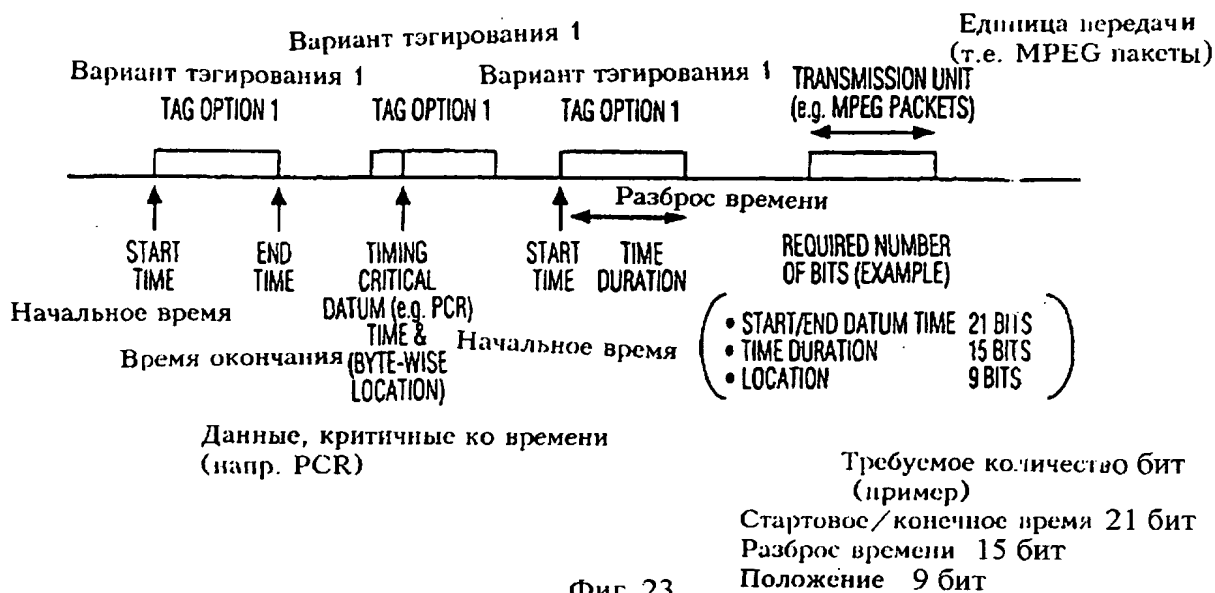 Вариант тэгирования 1
Единица передачи
(т.е. MPEG пакеты)
Вариант тэгирования 1
Вариант тэгирования 1
TRANSMISSION UNIT
(e.g. MPEG PACKETS)
TAG OPTION 1
TAG OPTION 1
TAG OPTION 1
Разброс времени
START
TIME
END
TIME
TIMING
CRITICAL
DATUM (e.g. PCR)
TIME &
(BYTE-WISE
LOCATION)
START
TIME
TIME
DURATION
REQUIRED NUMBER
OF BITS (EXAMPLE)
• START/END DATUM TIME 21 BITS
• TIME DURATION 15 BITS
• LOCATION 9 BITS
Начальное время
Время окончания
Начальное время
Данные, критичные ко времени
(напр. PCR)
Требуемое количество бит
(пример)
Стартовое/конечное время 21 бит
Разброс времени 15 бит
Положение 9 бит
Фиг. 23